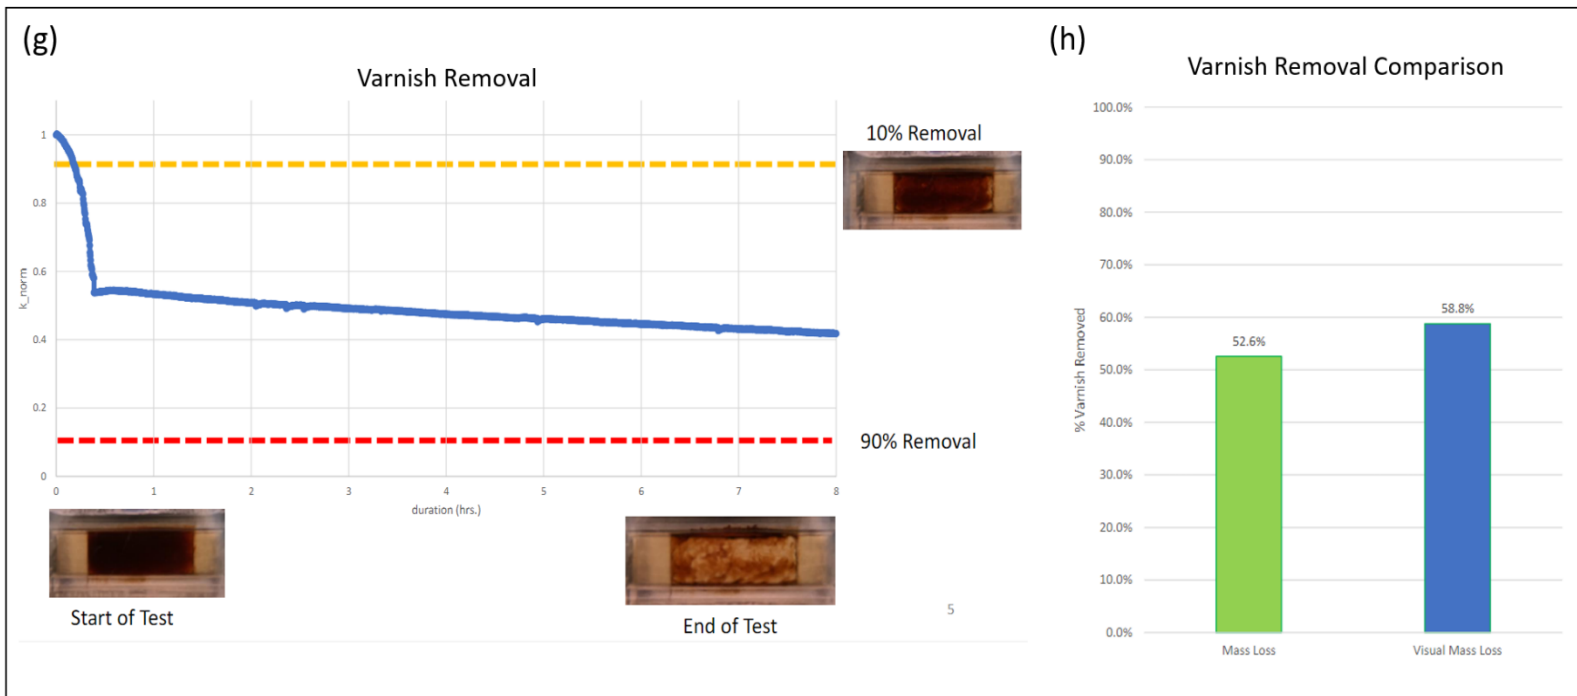 (g)
Varnish Removal
1
0.8
0.6
0.4
0.2
0
k_norm
0 1 2 3 4 5 6 7 8
duration (hrs.)
10% Removal
90% Removal
Start of Test
End of Test
5
(h)
Varnish Removal Comparison
100.0%
90.0%
80.0%
70.0%
60.0%
50.0%
40.0%
30.0%
20.0%
10.0%
0.0%
% Varnish Removed
52.6%
58.8%
Mass Loss
Visual Mass Loss